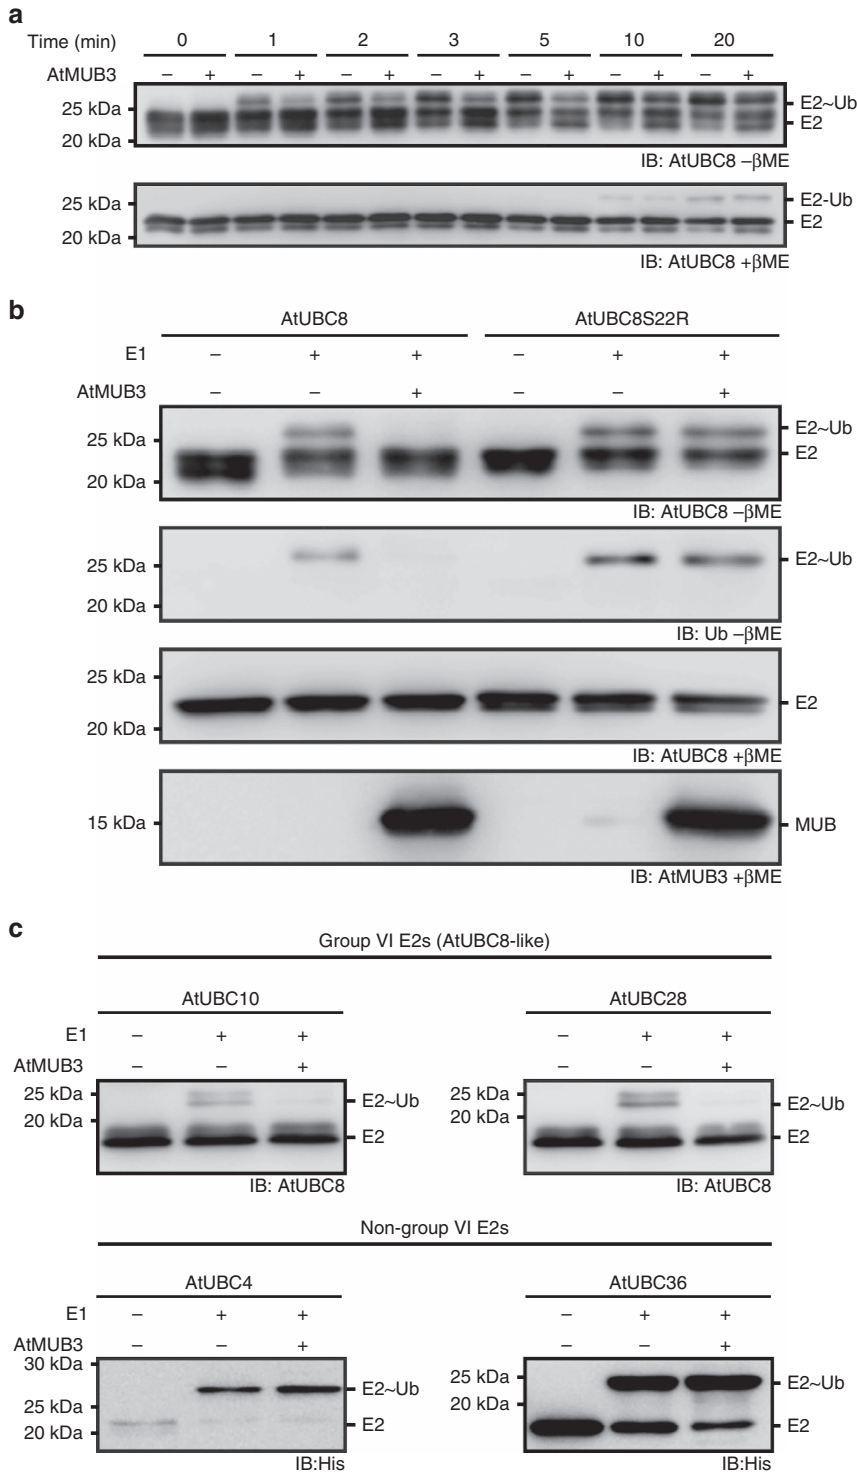 a
Time (min) 0 1 2 3 5 10 20
AtMUB3 – + – + – + – + – + – + – +
25 kDa
20 kDa
E2~Ub
E2
IB: AtUBC8 –βME
25 kDa
20 kDa
E2-Ub
E2
IB: AtUBC8 +βME
b
AtUBC8 AtUBC8S22R
E1 – + + – + +
AtMUB3 – – + – – +
25 kDa
20 kDa
E2~Ub
E2
IB: AtUBC8 –βME
25 kDa
20 kDa
E2~Ub
IB: Ub –βME
25 kDa
20 kDa
E2
IB: AtUBC8 +βME
15 kDa
MUB
IB: AtMUB3 +βME
c
Group VI E2s (AtUBC8-like)
AtUBC10
E1 – + +
AtMUB3 – – +
25 kDa
20 kDa
E2~Ub
E2
IB: AtUBC8
AtUBC28
– + +
– – +
25 kDa
20 kDa
E2~Ub
E2
IB: AtUBC8
Non-group VI E2s
AtUBC4
E1 – + +
AtMUB3 – – +
30 kDa
25 kDa
20 kDa
E2~Ub
E2
IB:His
AtUBC36
– + +
– – +
25 kDa
20 kDa
E2~Ub
E2
IB:His